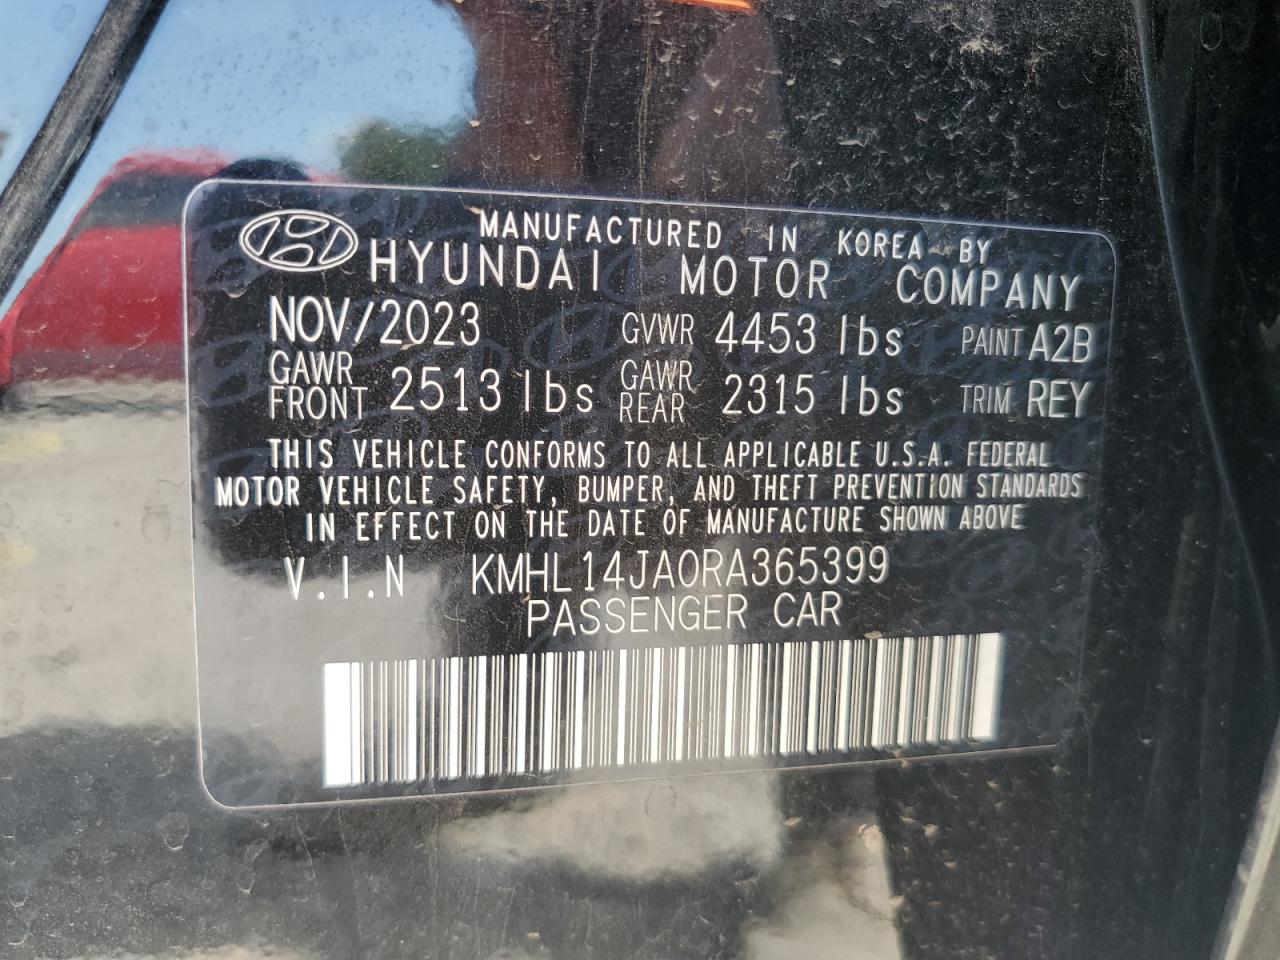 MANUFACTURED IN KOREA BY
HYUNDAI MOTOR COMPANY
NOV/2023 GVWR 4453 lbs PAINT A2B
GAWR FRONT 2513 lbs GAWR REAR 2315 lbs TRIM REY
THIS VEHICLE CONFORMS TO ALL APPLICABLE U.S.A. FEDERAL
MOTOR VEHICLE SAFETY, BUMPER, AND THEFT PREVENTION STANDARDS
IN EFFECT ON THE DATE OF MANUFACTURE SHOWN ABOVE
V.I.N KMHL14JA0RA365399
PASSENGER CAR